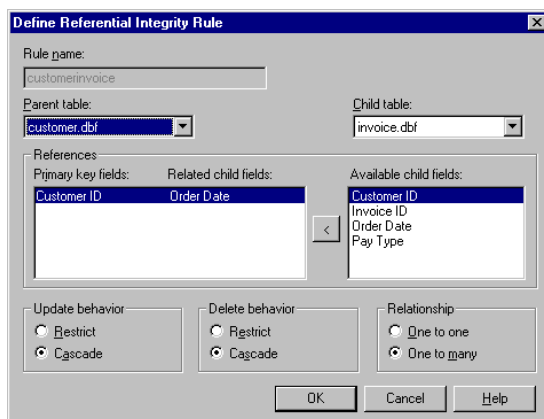 Define Referential Integrity Rule
Rule name:
customerinvoice
Parent table: Child table:
customer.dbf invoice.dbf
References
Primary key fields: Related child fields: Available child fields:
Customer ID Order Date Customer ID
Invoice ID
<
Order Date
Pay Type
Update behavior Delete behavior Relationship
Restrict Restrict One to one
Cascade Cascade One to many
OK Cancel Help